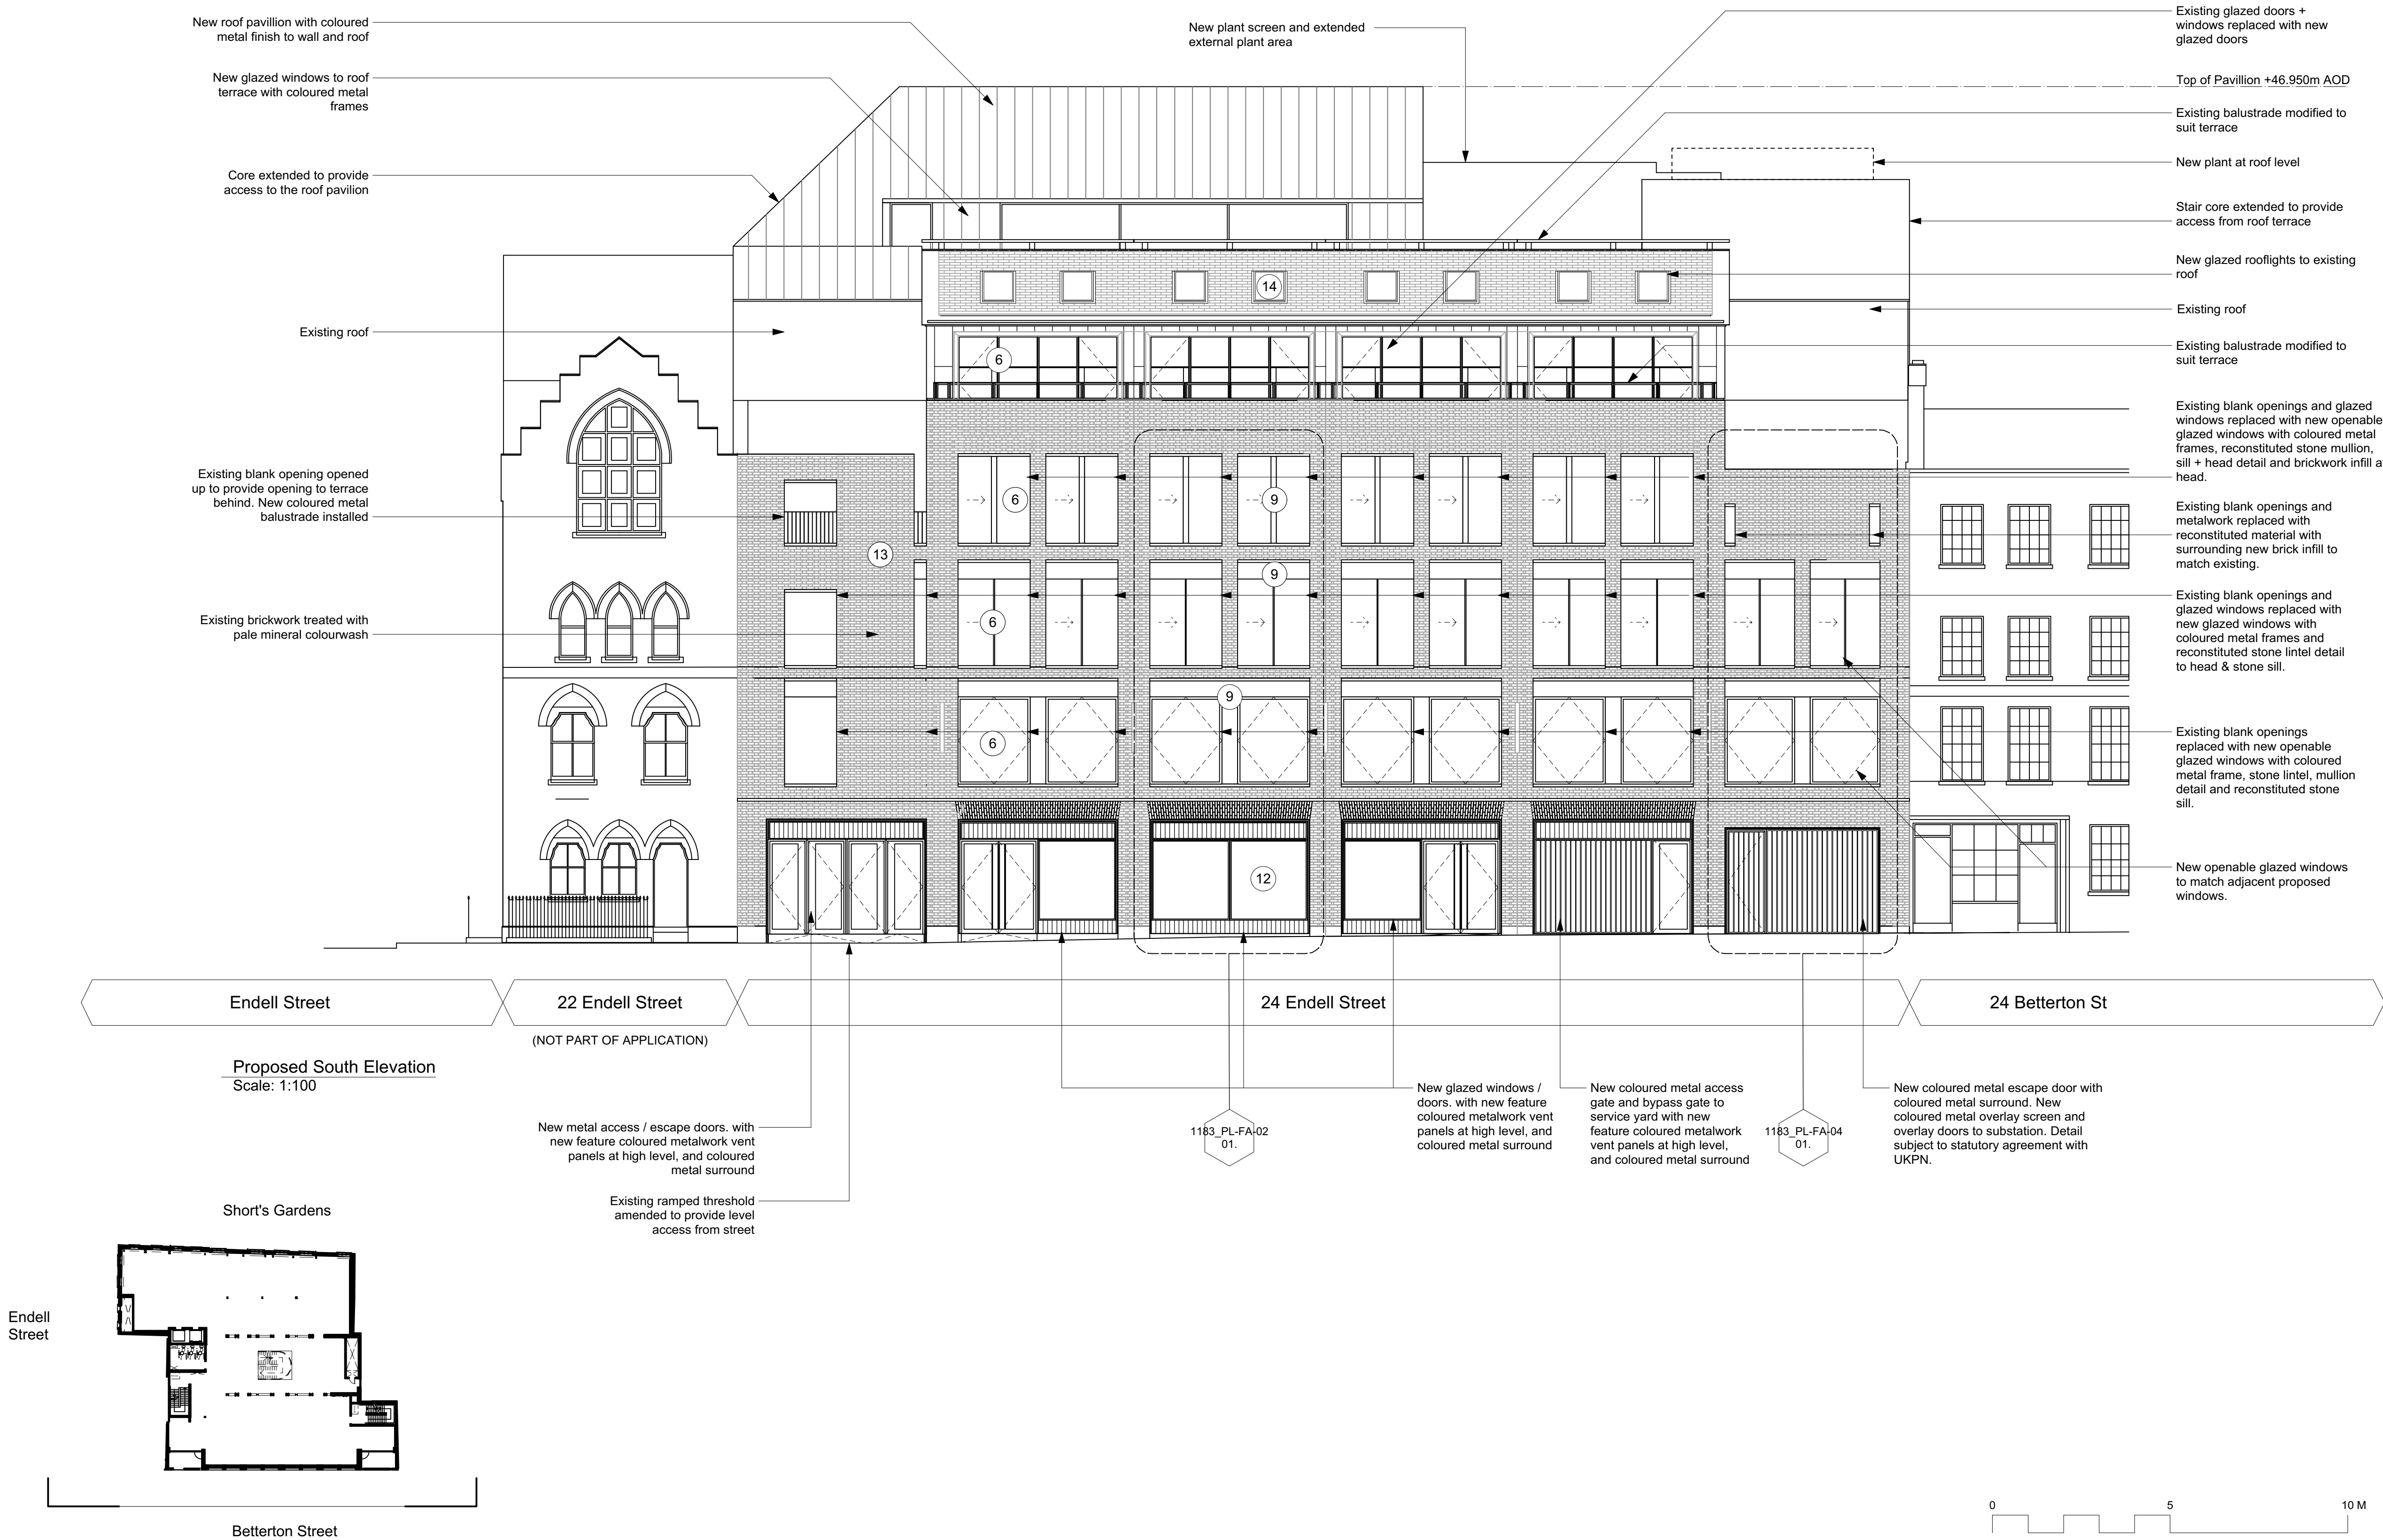 New roof pavillion with coloured
metal finish to wall and roof
New glazed windows to roof
terrace with coloured metal
frames
Core extended to provide
access to the roof pavilion
Existing roof
Existing blank opening opened
up to provide opening to terrace
behind. New coloured metal
balustrade installed
Existing brickwork treated with
pale mineral colourwash
New plant screen and extended
external plant area
Existing glazed doors +
windows replaced with new
glazed doors
Top of Pavillion +46.950m AOD
Existing balustrade modified to
suit terrace
New plant at roof level
Stair core extended to provide
access from roof terrace
New glazed rooflights to existing
roof
Existing roof
Existing balustrade modified to
suit terrace
Existing blank openings and glazed
windows replaced with new openable
glazed windows with coloured metal
frames, reconstituted stone mullion,
sill + head detail and brickwork infill a
head.
Existing blank openings and
metalwork replaced with
reconstituted material with
surrounding new brick infill to
match existing.
Existing blank openings and
glazed windows replaced with
new glazed windows with
coloured metal frames and
reconstituted stone lintel detail
to head & stone sill.
Existing blank openings
replaced with new openable
glazed windows with coloured
metal frame, stone lintel, mullion
detail and reconstituted stone
sill.
New openable glazed windows
to match adjacent proposed
windows.
14
6
6
9
13
9
6
9
6
12
Endell Street
22 Endell Street
24 Endell Street
24 Betterton St
(NOT PART OF APPLICATION)
Proposed South Elevation
Scale: 1:100
New metal access / escape doors. with
new feature coloured metalwork vent
panels at high level, and coloured
metal surround
Existing ramped threshold
amended to provide level
access from street
1183_PL-FA-02
01.
New glazed windows /
doors. with new feature
coloured metalwork vent
panels at high level, and
coloured metal surround
New coloured metal access
gate and bypass gate to
service yard with new
feature coloured metalwork
vent panels at high level,
and coloured metal surround
1183_PL-FA-04
01.
New coloured metal escape door with
coloured metal surround. New
coloured metal overlay screen and
overlay doors to substation. Detail
subject to statutory agreement with
UKPN.
Short's Gardens
Endell
Street
Betterton Street
0 5 10 M